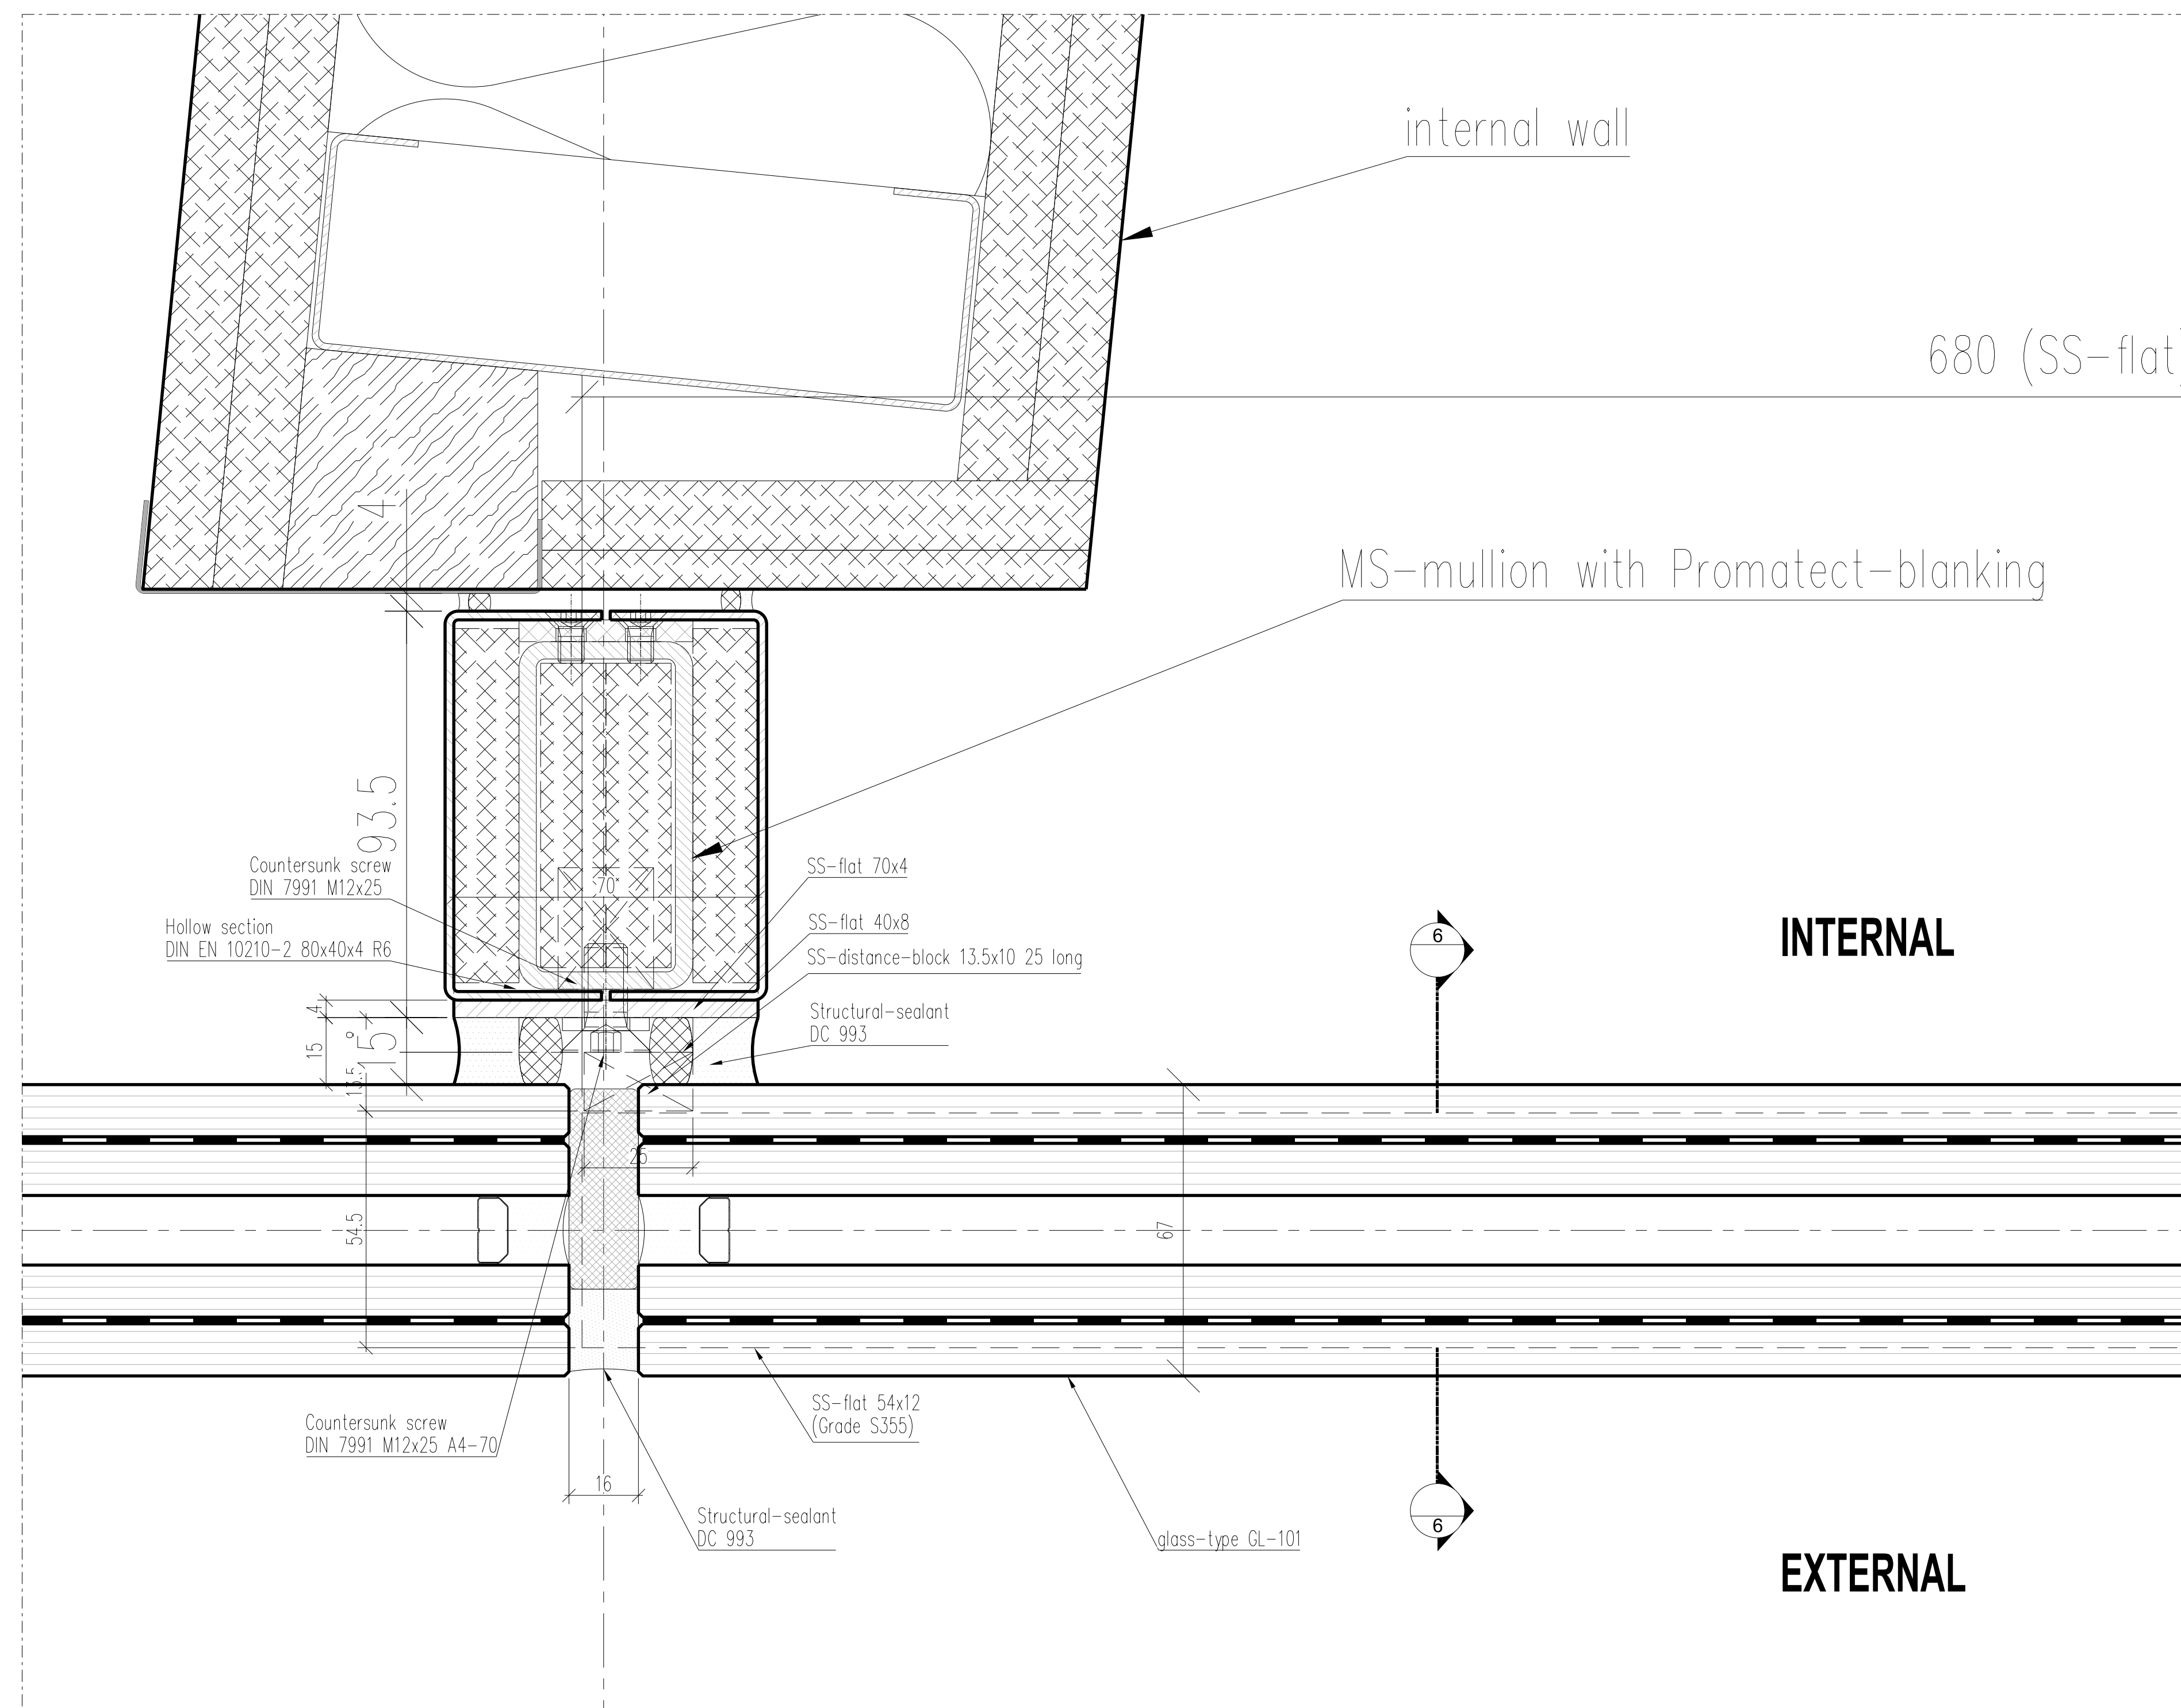 internal wall
680 (SS-flat)
4
MS-mullion with Promatect-blanking
93.5
Countersunk screw
DIN 7991 M12x25
70
SS-flat 70x4
Hollow section
DIN EN 10210-2 80x40x4 R6
SS-flat 40x8
SS-distance-block 13.5x10 25 long
6
INTERNAL
4
15
15
13.5
Structural-sealant
DC 993
25
54.5
67
SS-flat 54x12
(Grade S355)
Countersunk screw
DIN 7991 M12x25 A4-70
16
Structural-sealant
DC 993
glass-type GL-101
6
EXTERNAL